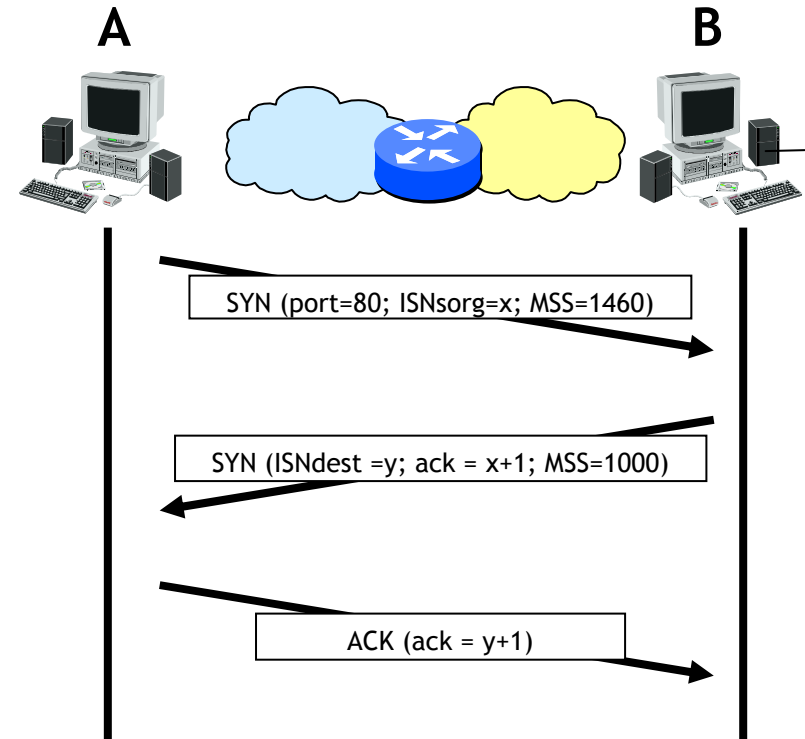 A
B
SYN (port=80; ISNsorg=x; MSS=1460)
SYN (ISNdest =y; ack = x+1; MSS=1000)
ACK (ack = y+1)